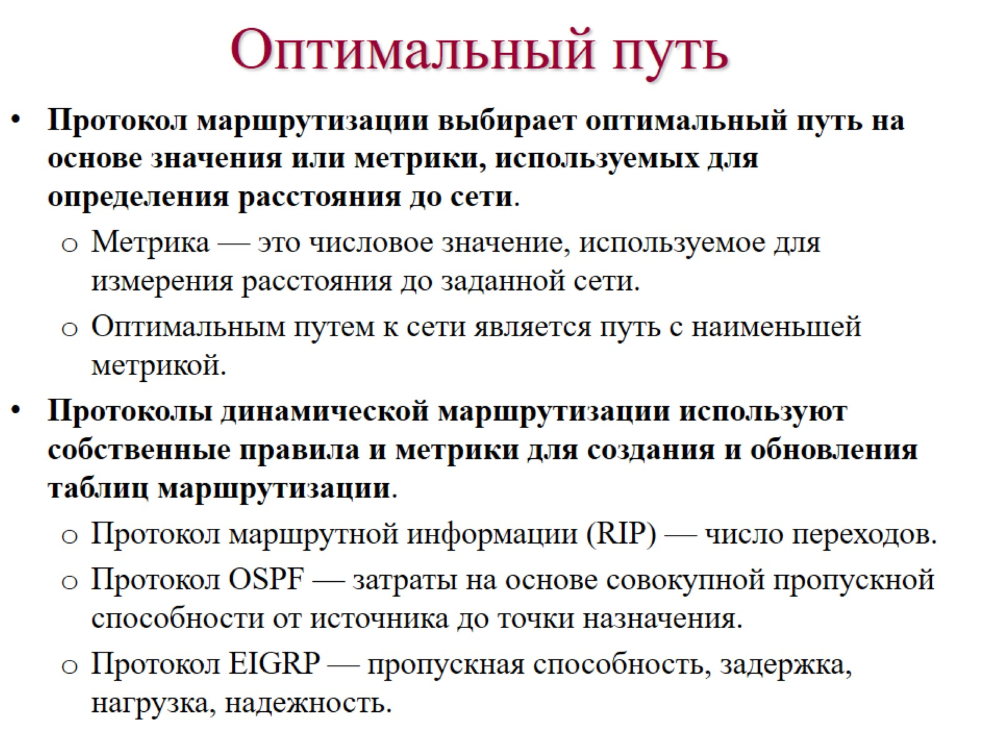 Оптимальный путь
• Протокол маршрутизации выбирает оптимальный путь на
основе значения или метрики, используемых для
определения расстояния до сети.
o Метрика — это числовое значение, используемое для
измерения расстояния до заданной сети.
o Оптимальным путем к сети является путь с наименьшей
метрикой.
• Протоколы динамической маршрутизации используют
собственные правила и метрики для создания и обновления
таблиц маршрутизации.
o Протокол маршрутной информации (RIP) — число переходов.
o Протокол OSPF — затраты на основе совокупной пропускной
способности от источника до точки назначения.
o Протокол EIGRP — пропускная способность, задержка,
нагрузка, надежность.